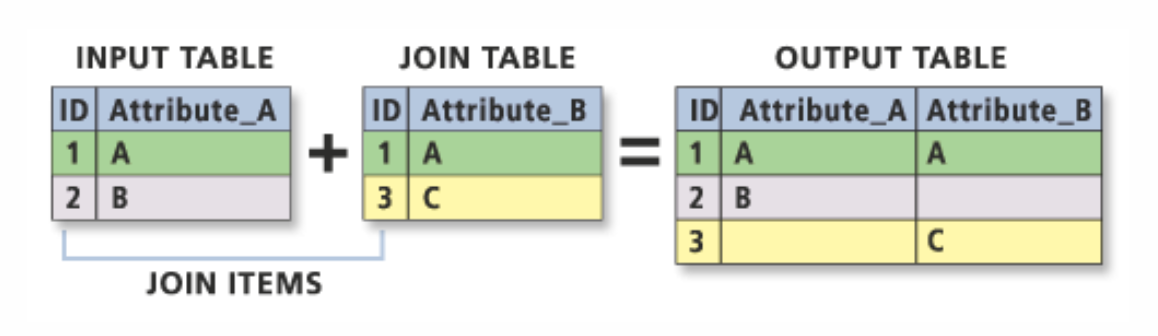 INPUT TABLE JOIN TABLE OUTPUT TABLE
ID Attribute_A ID Attribute_B ID Attribute_A Attribute_B
1 A + 1 A = 1 A A
2 B 3 C 2 B
3 C
JOIN ITEMS